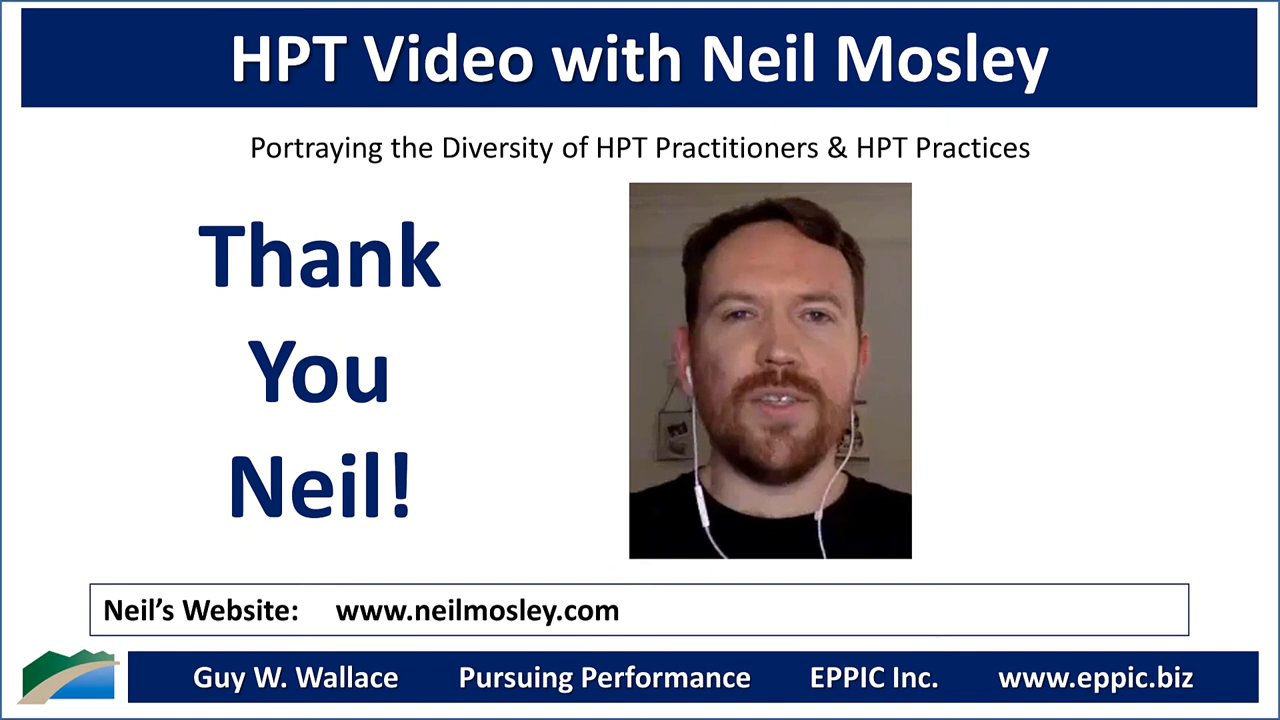 HPT Video with Neil Mosley
Portraying the Diversity of HPT Practitioners & HPT Practices
Thank
You
Neil!
Neil’s Website: www.neilmosley.com
Guy W. Wallace Pursuing Performance EPPIC Inc. www.eppic.biz